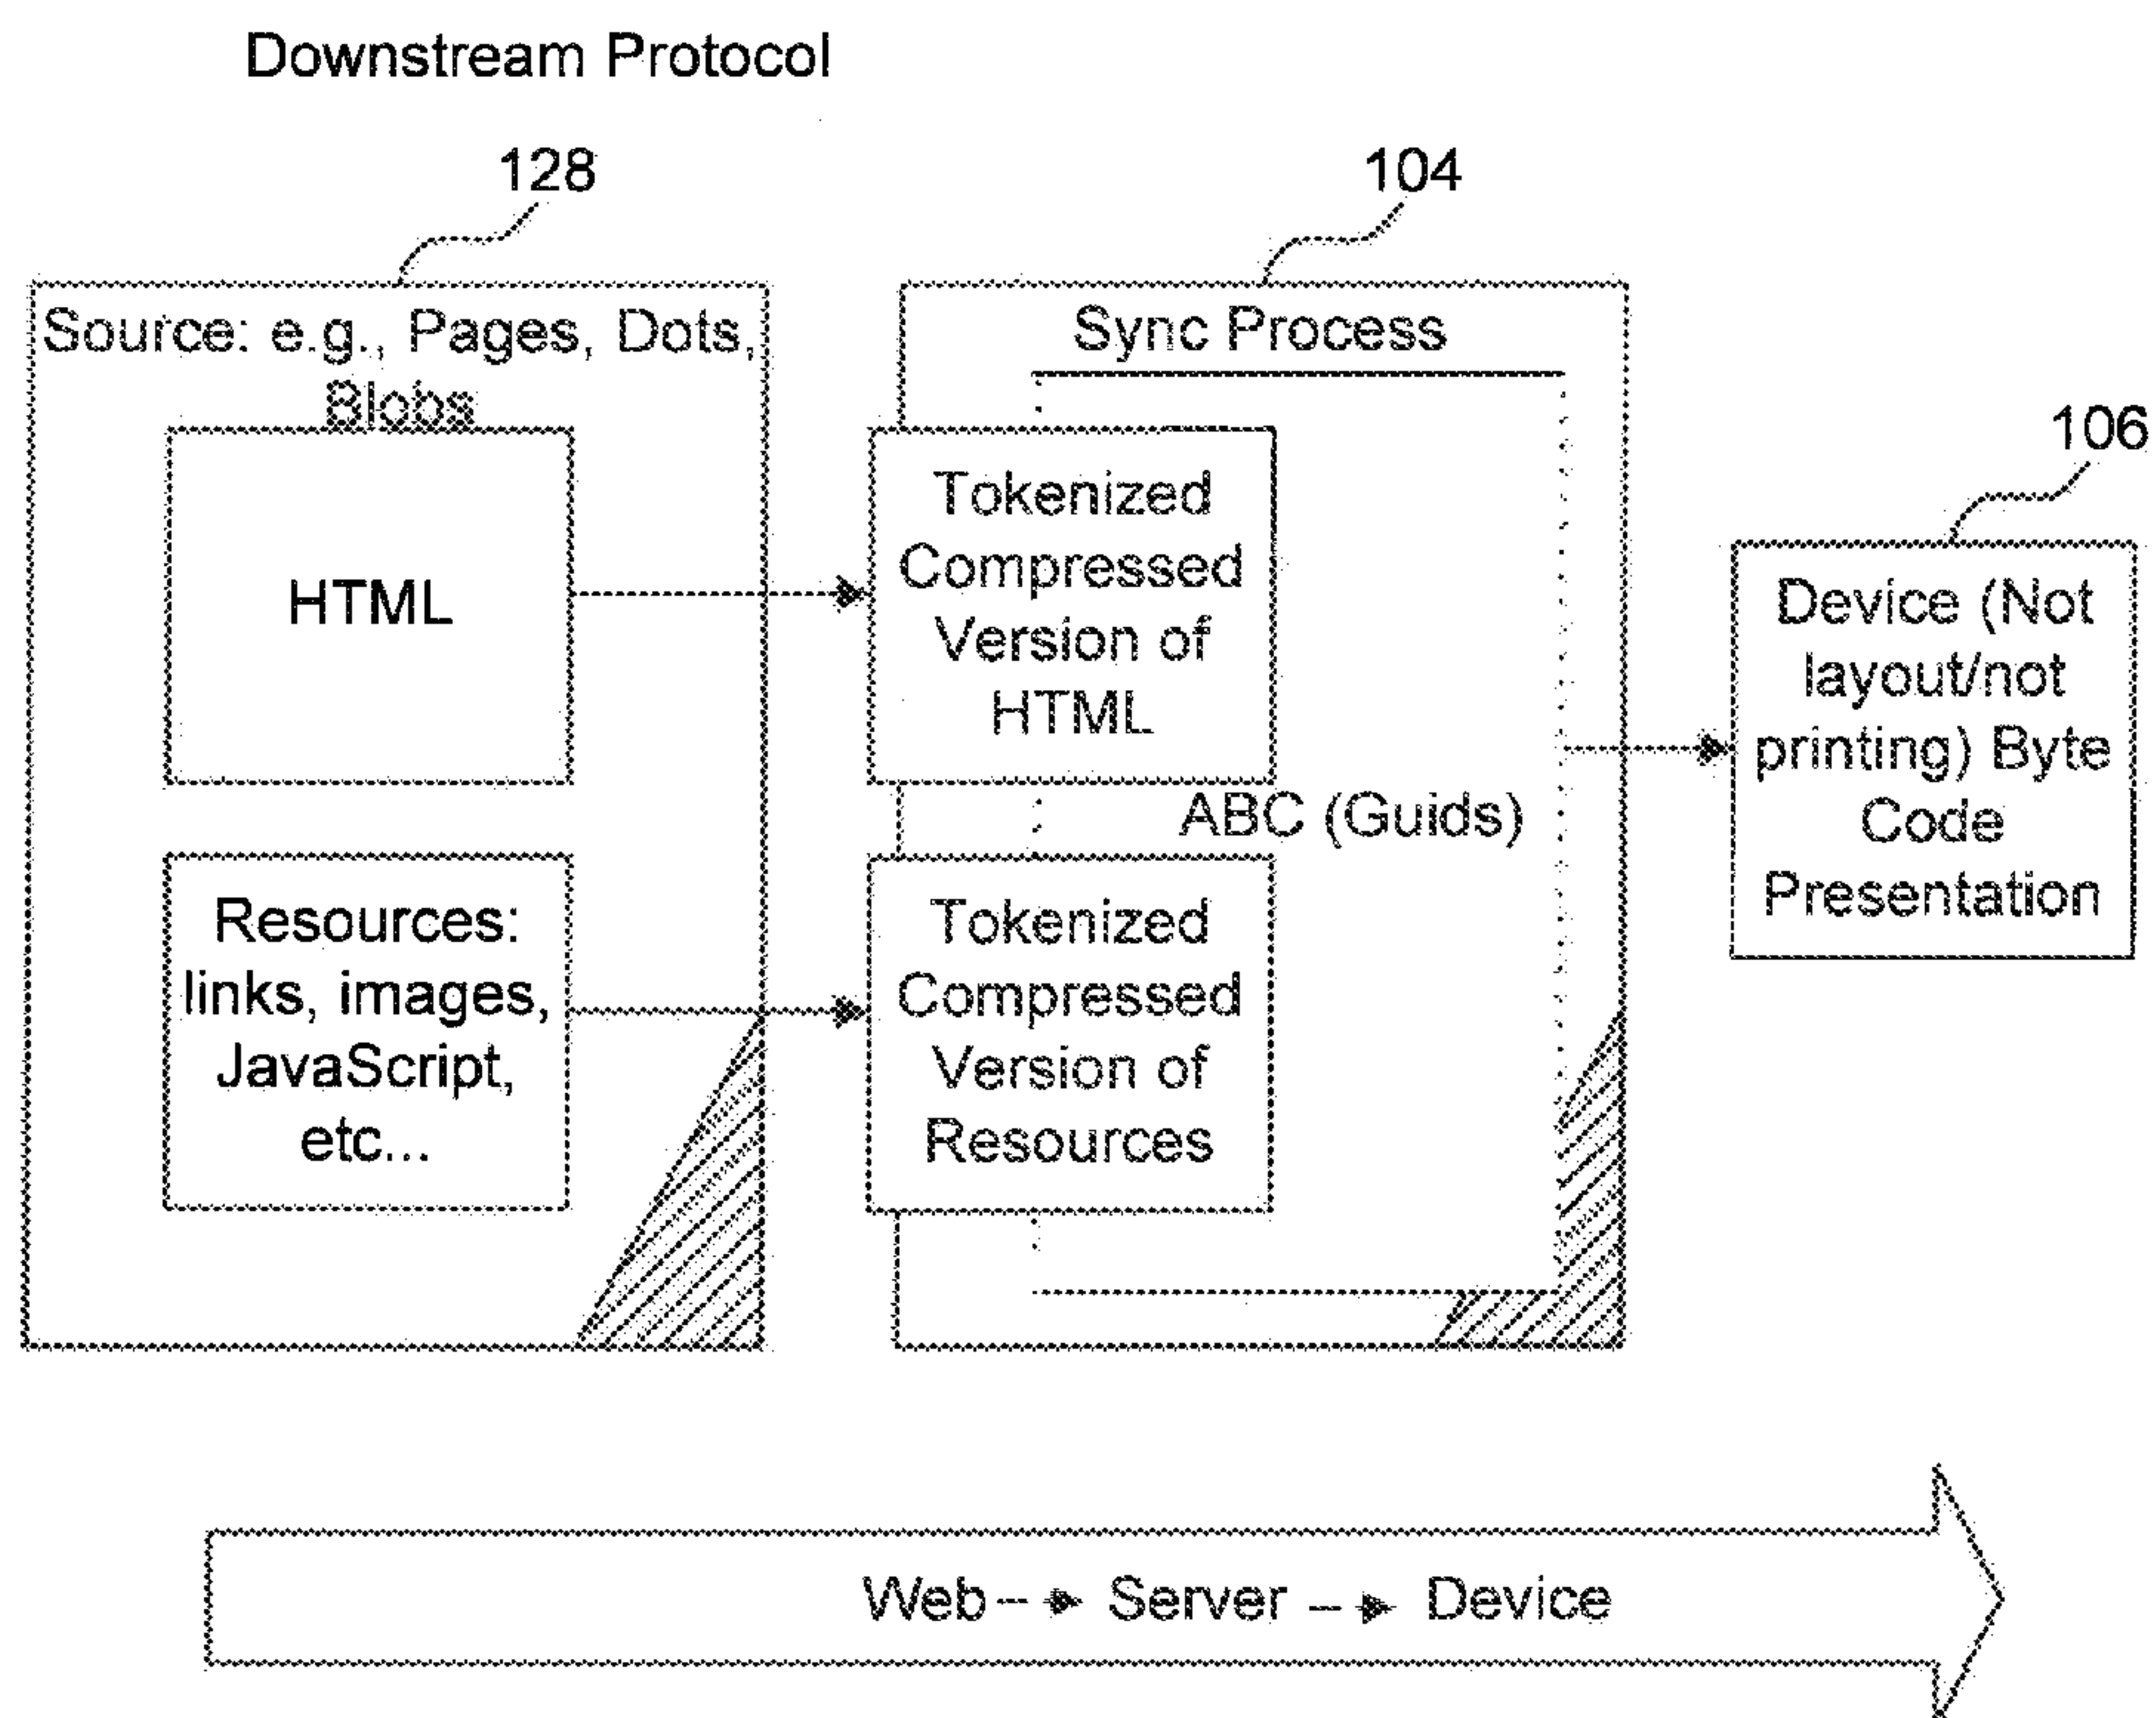 Downstream Protocol
128
104
Source: e.g., Pages, Dots,
Blobs
Sync Process
106
HTML
Tokenized
Compressed
Version of
HTML
Device (Not
layout/not
printing) Byte
Code
Presentation
ABC (Guids)
Resources:
links, images,
JavaScript,
etc...
Tokenized
Compressed
Version of
Resources
Web Server Device